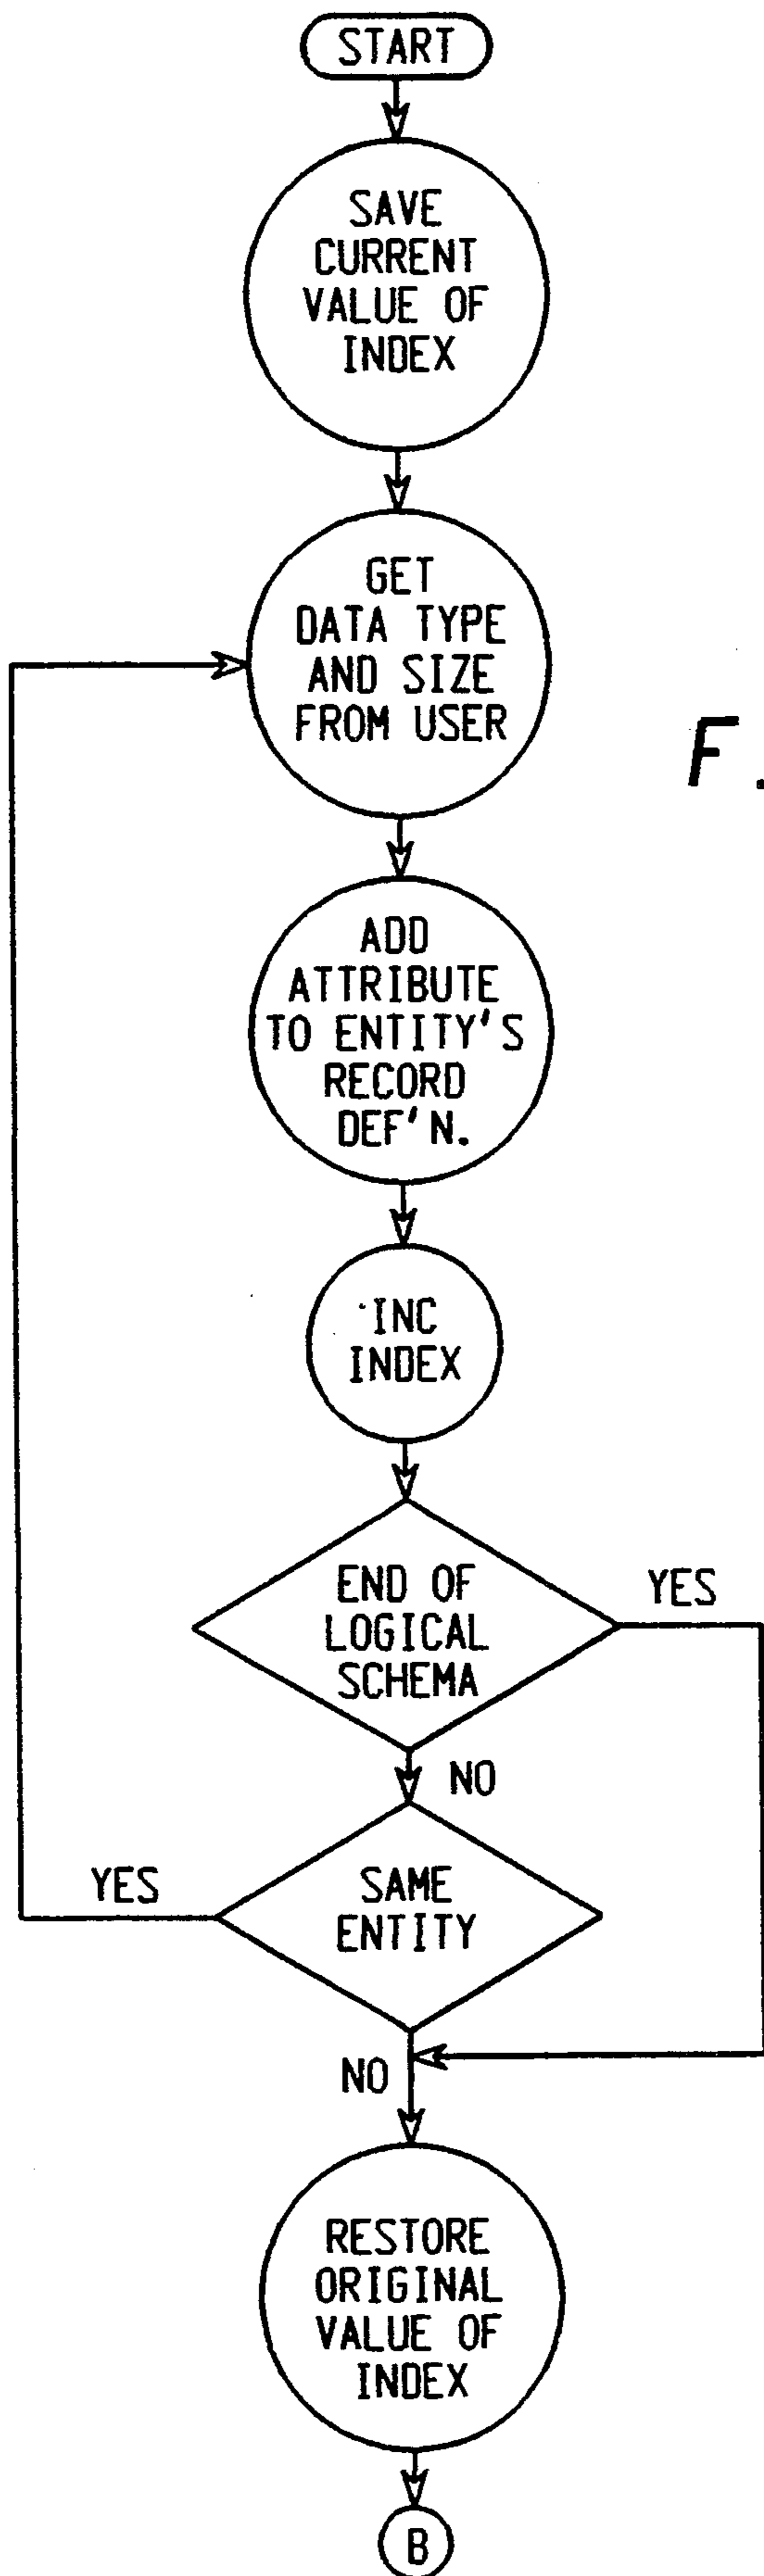 START
SAVE
CURRENT
VALUE OF
INDEX
GET
DATA TYPE
AND SIZE
FROM USER
F.
ADD
ATTRIBUTE
TO ENTITY'S
RECORD
DEF'N.
INC
INDEX
END OF
LOGICAL
SCHEMA
YES
NO
YES
SAME
ENTITY
NO
RESTORE
ORIGINAL
VALUE OF
INDEX
B